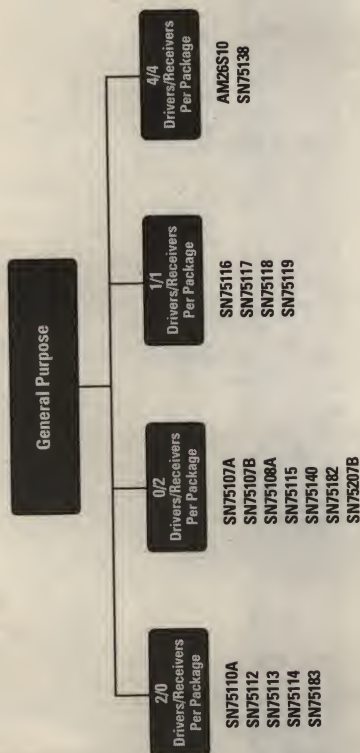 General Purpose
2/0
Drivers/Receivers
Per Package
SN75110A
SN75112
SN75113
SN75114
SN75183
0/2
Drivers/Receivers
Per Package
SN75107A
SN75107B
SN75108A
SN75115
SN75140
SN75182
SN75207B
1/1
Drivers/Receivers
Per Package
SN75116
SN75117
SN75118
SN75119
4/4
Drivers/Receivers
Per Package
AM26S10
SN75138